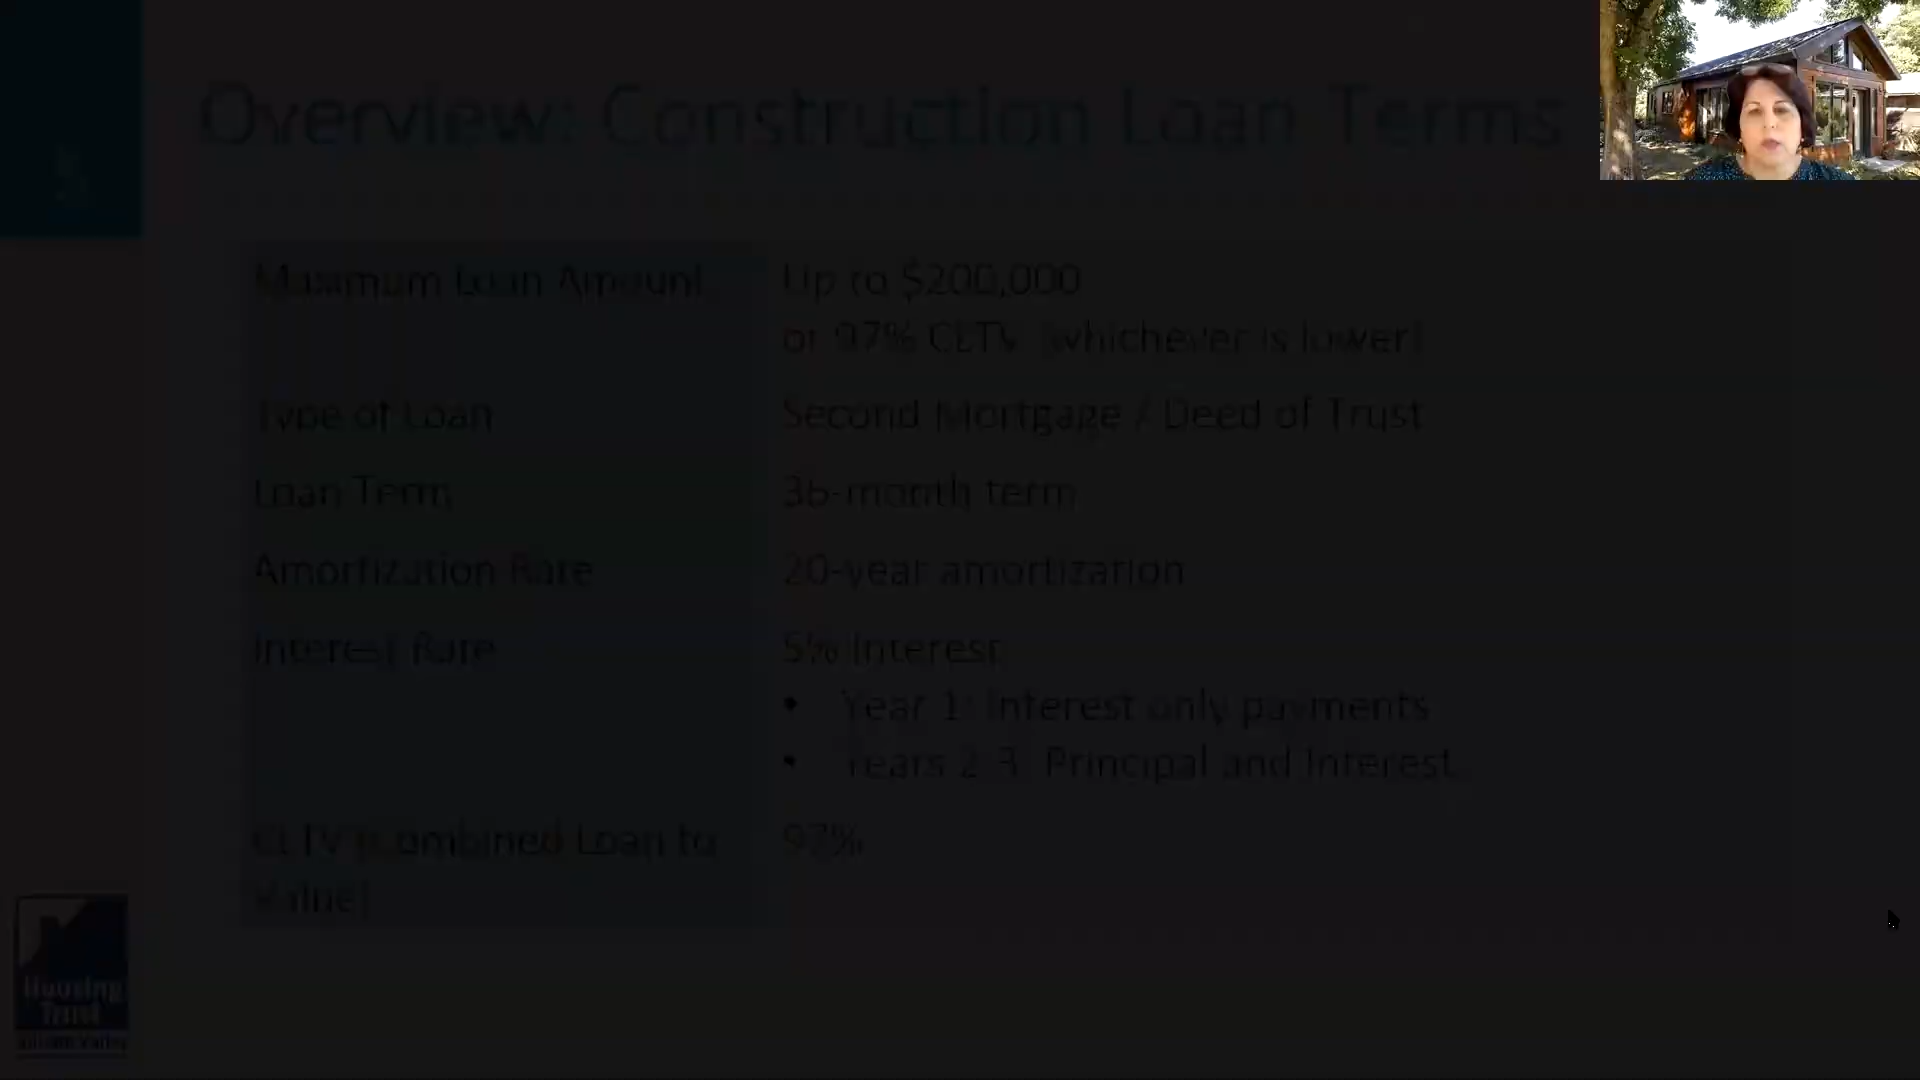 Overview: Construction Loan Terms
Maximum Loan Amount
Up to $200,000
or 97% CLTV (whichever is lower)
Type of Loan
Second Mortgage / Deed of Trust
Loan Term
36-month term
Amortization Rate
20-year amortization
Interest Rate
5% Interest
• Year 1: Interest only payments
• Years 2-3: Principal and Interest
CLTV (Combined Loan to
Value)
97%
Housing
Trust
Silicon Valley